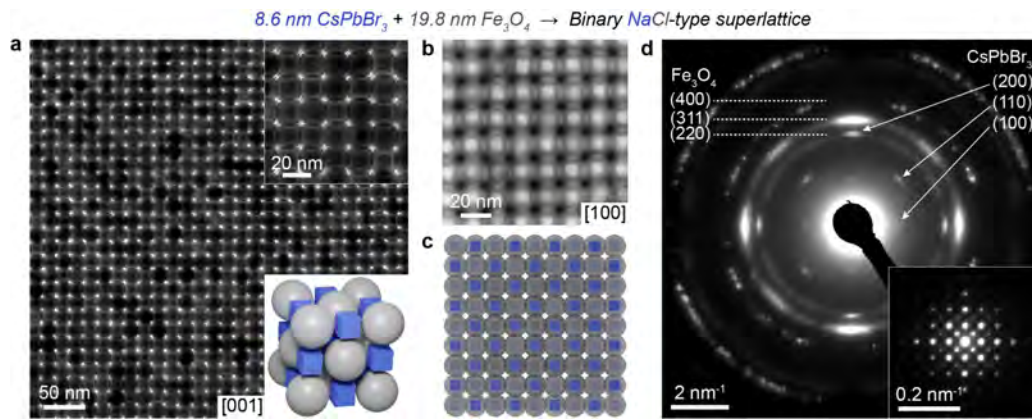 8.6 nm CsPbBr₃ + 19.8 nm Fe₃O₄ → Binary NaCl-type superlattice
a
20 nm
50 nm
[001]
b
20 nm
[100]
c
d
Fe₃O₄
(400)
(311)
(220)
CsPbBr₃
(200)
(110)
(100)
2 nm⁻¹
0.2 nm⁻¹